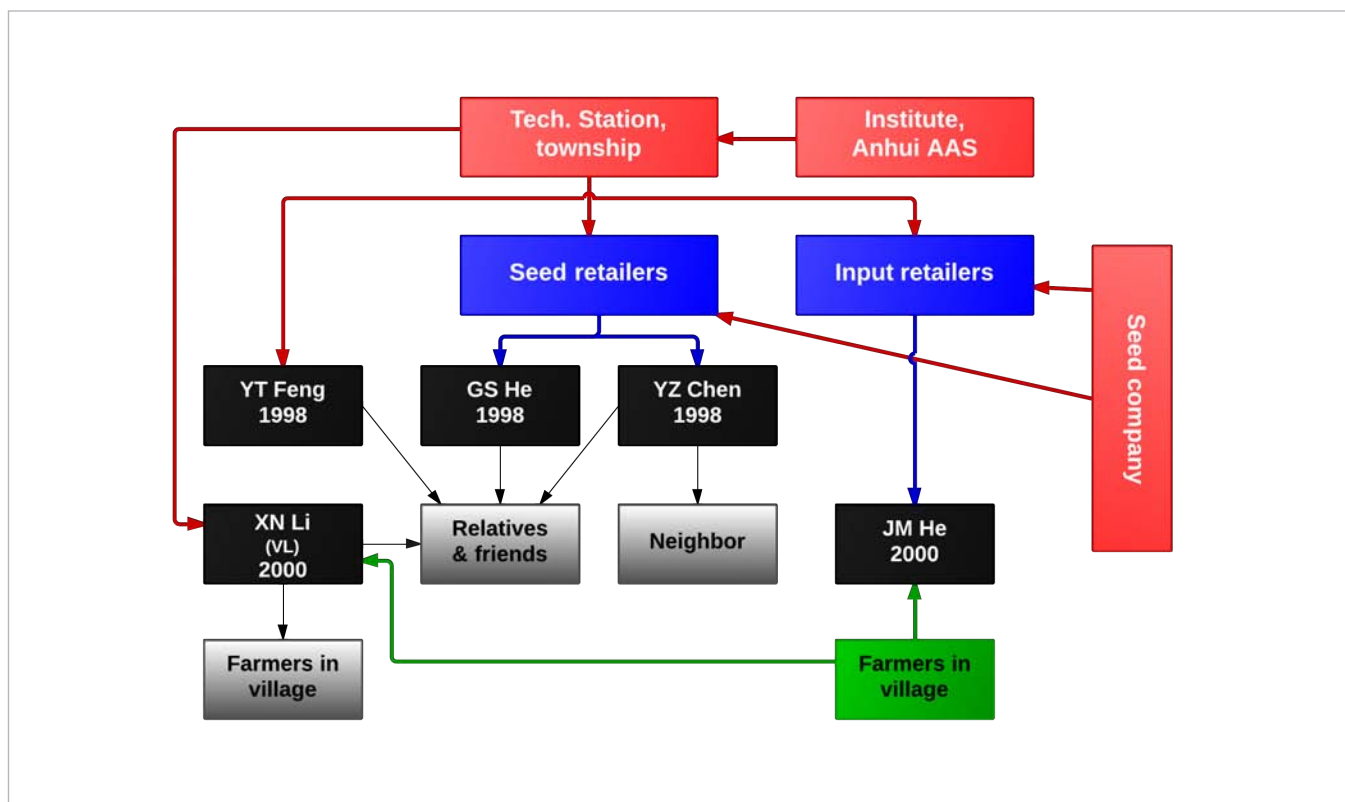 Tech. Station,
township
Institute,
Anhui AAS
Seed retailers
Input retailers
Seed company
YT Feng
1998
GS He
1998
YZ Chen
1998
XN Li
(VL)
2000
Relatives
& friends
Neighbor
JM He
2000
Farmers in
village
Farmers in
village